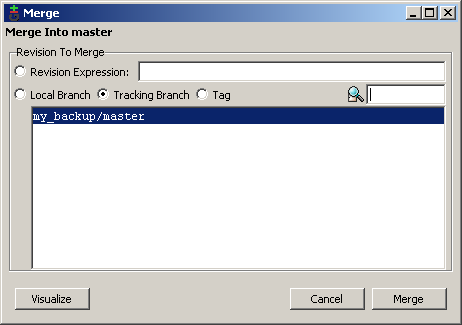 Merge
Merge Into master
Revision To Merge
Revision Expression:
Local Branch Tracking Branch Tag
my_backup/master
Visualize Cancel Merge